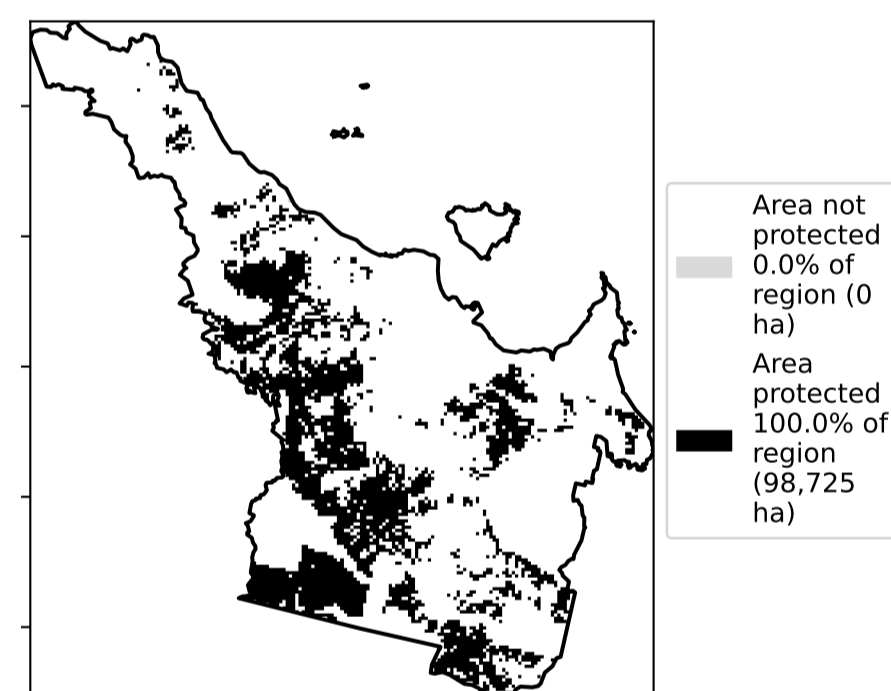 Area not
protected
0.0% of
region (0
ha)
Area
protected
100.0% of
region
(98,725
ha)